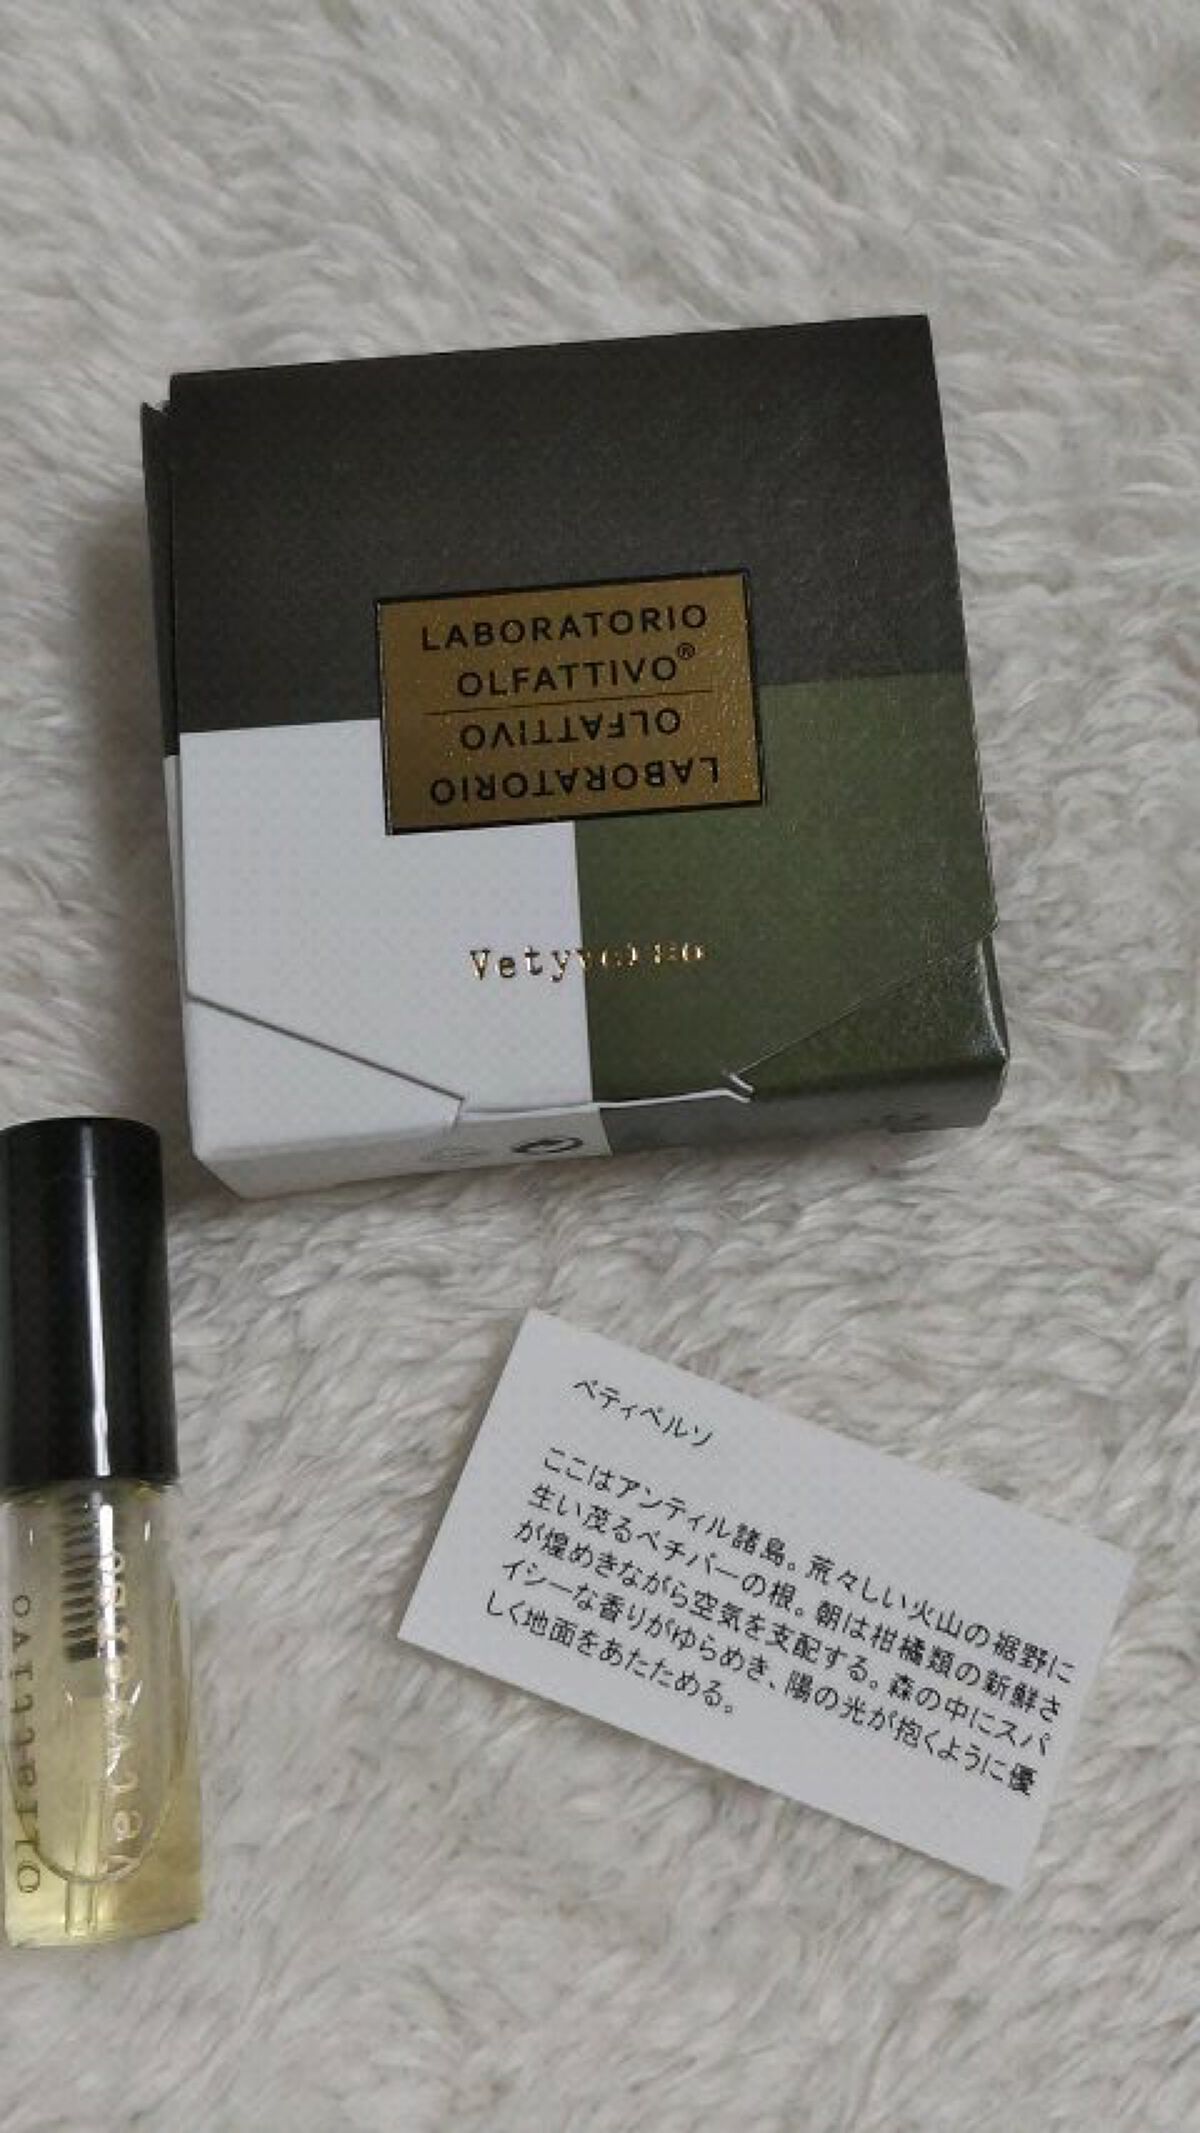 LABORATORIO
OLFATTIVO®
OLFATTIVO
LABORATORIO
Vetyverso
ベティベルソ
ここはアンティル諸島。荒々しい火山の裾野に
生い茂るベチバーの根。朝は柑橘類の新鮮さ
が煌めきながら空気を支配する。森の中にスパ
イシーな香りがゆらめき、陽の光が抱くように優
しく地面をあたためる。